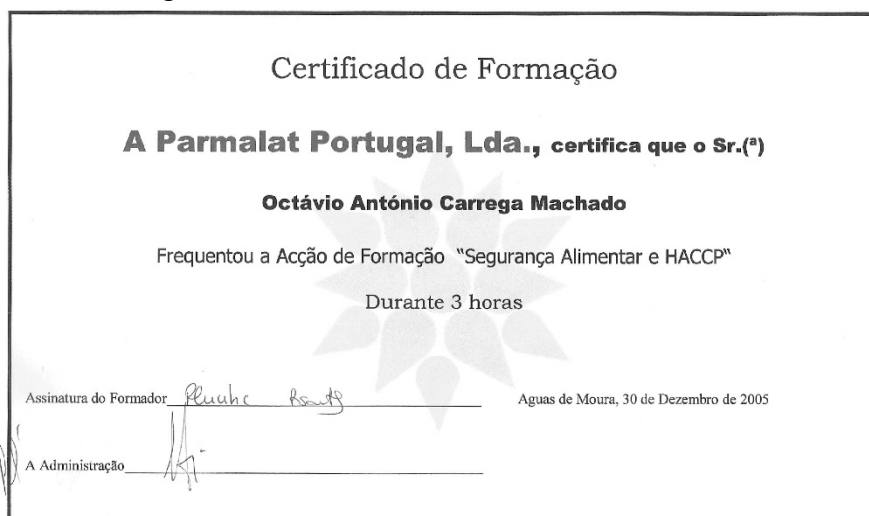 Certificado de Formação
A Parmalat Portugal, Lda., certifica que o Sr.(ª)
Octávio António Carrega Machado
Frequentou a Acção de Formação "Segurança Alimentar e HACCP"
Durante 3 horas
Assinatura do Formador Aguas de Moura, 30 de Dezembro de 2005
A Administração